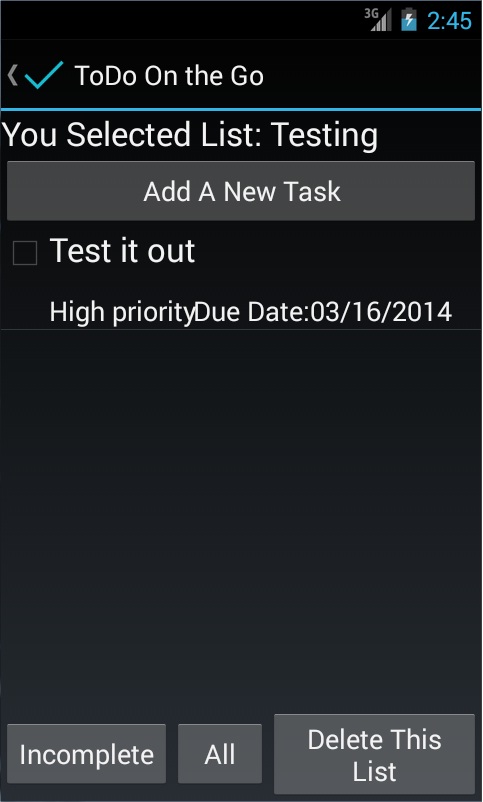 3G 2:45
ToDo On the Go
You Selected List: Testing
Add A New Task
Test it out
High priorityDue Date:03/16/2014
Incomplete All Delete This
List